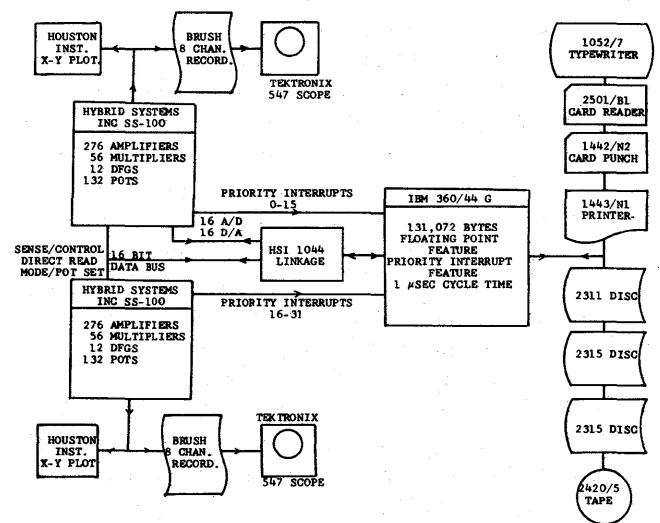 HOUSTON
INST.
X-Y PLOT.
BRUSH
8 CHAN.
RECORD.
TEKTRONIX
547 SCOPE
HYBRID SYSTEMS
INC SS-100
276 AMPLIFIERS
56 MULTIPLIERS
12 DFGS
132 POTS
PRIORITY INTERRUPTS
0-15
16 A/D
16 D/A
SENSE/CONTROL
DIRECT READ
MODE/POT SET
16 BIT
DATA BUS
HSI 1044
LINKAGE
IBM 360/44 G
131,072 BYTES
FLOATING POINT
FEATURE
PRIORITY INTERRUPT
FEATURE
1 μSEC CYCLE TIME
HYBRID SYSTEMS
INC SS-100
276 AMPLIFIERS
56 MULTIPLIERS
12 DFGS
132 POTS
PRIORITY INTERRUPTS
16-31
HOUSTON
INST.
X-Y PLOT
BRUSH
8 CHAN.
RECORD.
TEKTRONIX
547 SCOPE
1052/7
TYPEWRITER
2501/B1
CARD READER
1442/N2
CARD PUNCH
1443/N1
PRINTER-
2311 DISC
2315 DISC
2315 DISC
2420/5
TAPE